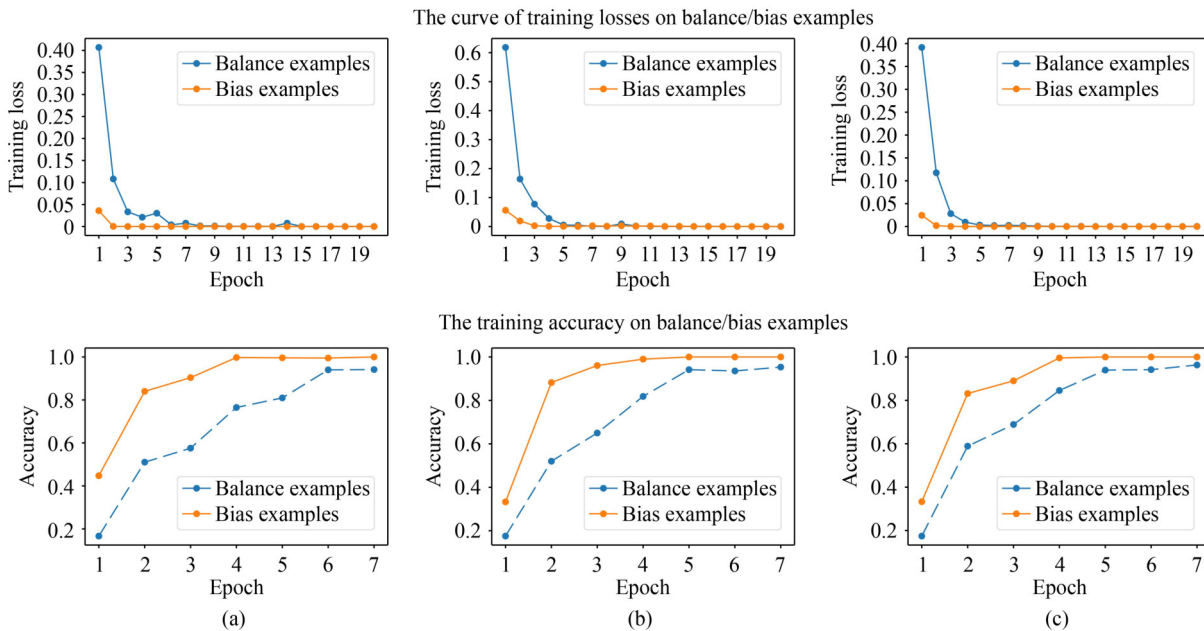 The curve of training losses on balance/bias examples
0.40
0.35
0.30
0.25
0.20
0.15
0.10
0.05
0
Training loss
Balance examples
Bias examples
1 3 5 7 9 11 13 15 17 19
Epoch
0.6
0.5
0.4
0.3
0.2
0.1
0
Training loss
Balance examples
Bias examples
1 3 5 7 9 11 13 15 17 19
Epoch
0.40
0.35
0.30
0.25
0.20
0.15
0.10
0.05
0
Training loss
Balance examples
Bias examples
1 3 5 7 9 11 13 15 17 19
Epoch
The training accuracy on balance/bias examples
1.0
0.8
0.6
0.4
0.2
Accuracy
Balance examples
Bias examples
1 2 3 4 5 6 7
Epoch
(a)
1.0
0.8
0.6
0.4
0.2
Accuracy
Balance examples
Bias examples
1 2 3 4 5 6 7
Epoch
(b)
1.0
0.8
0.6
0.4
0.2
Accuracy
Balance examples
Bias examples
1 2 3 4 5 6 7
Epoch
(c)